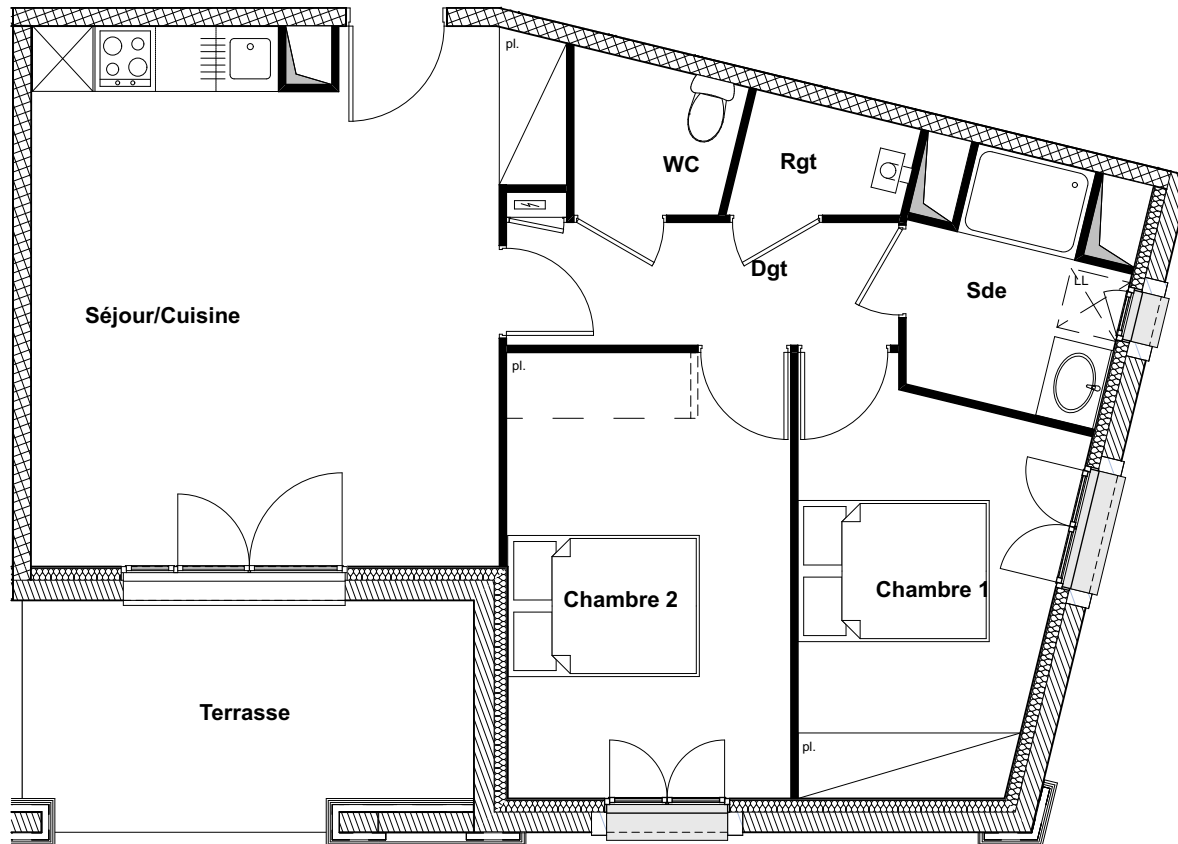 pl.
WC
Rgt
Dgt
Sde
LL
Séjour/Cuisine
pl.
Chambre 2
Chambre 1
Terrasse
pl.